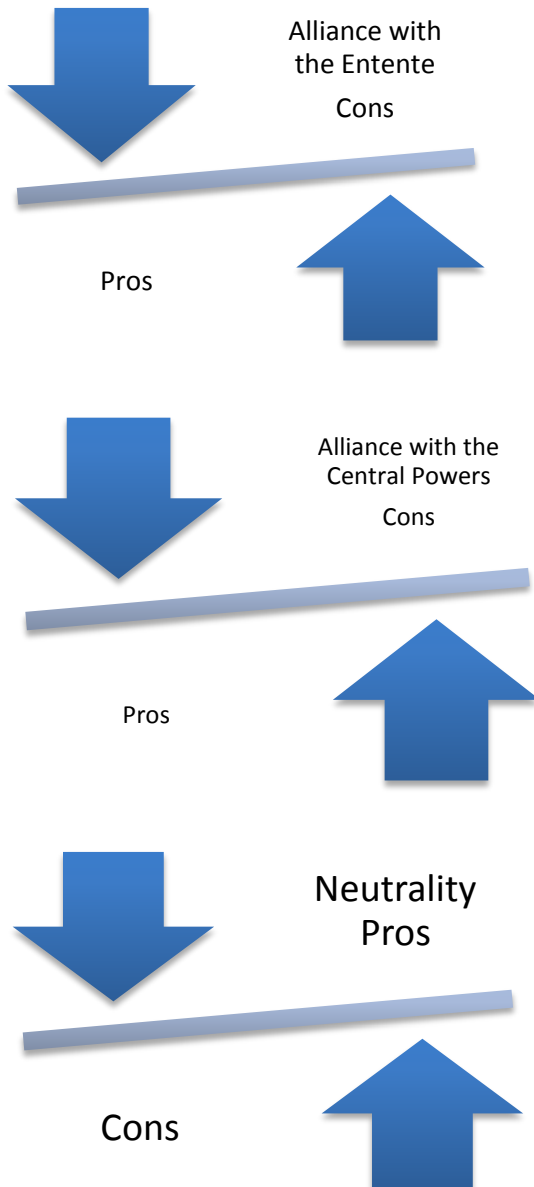 Alliance with
the Entente
Cons
Pros
Alliance with the
Central Powers
Cons
Pros
Neutrality
Pros
Cons